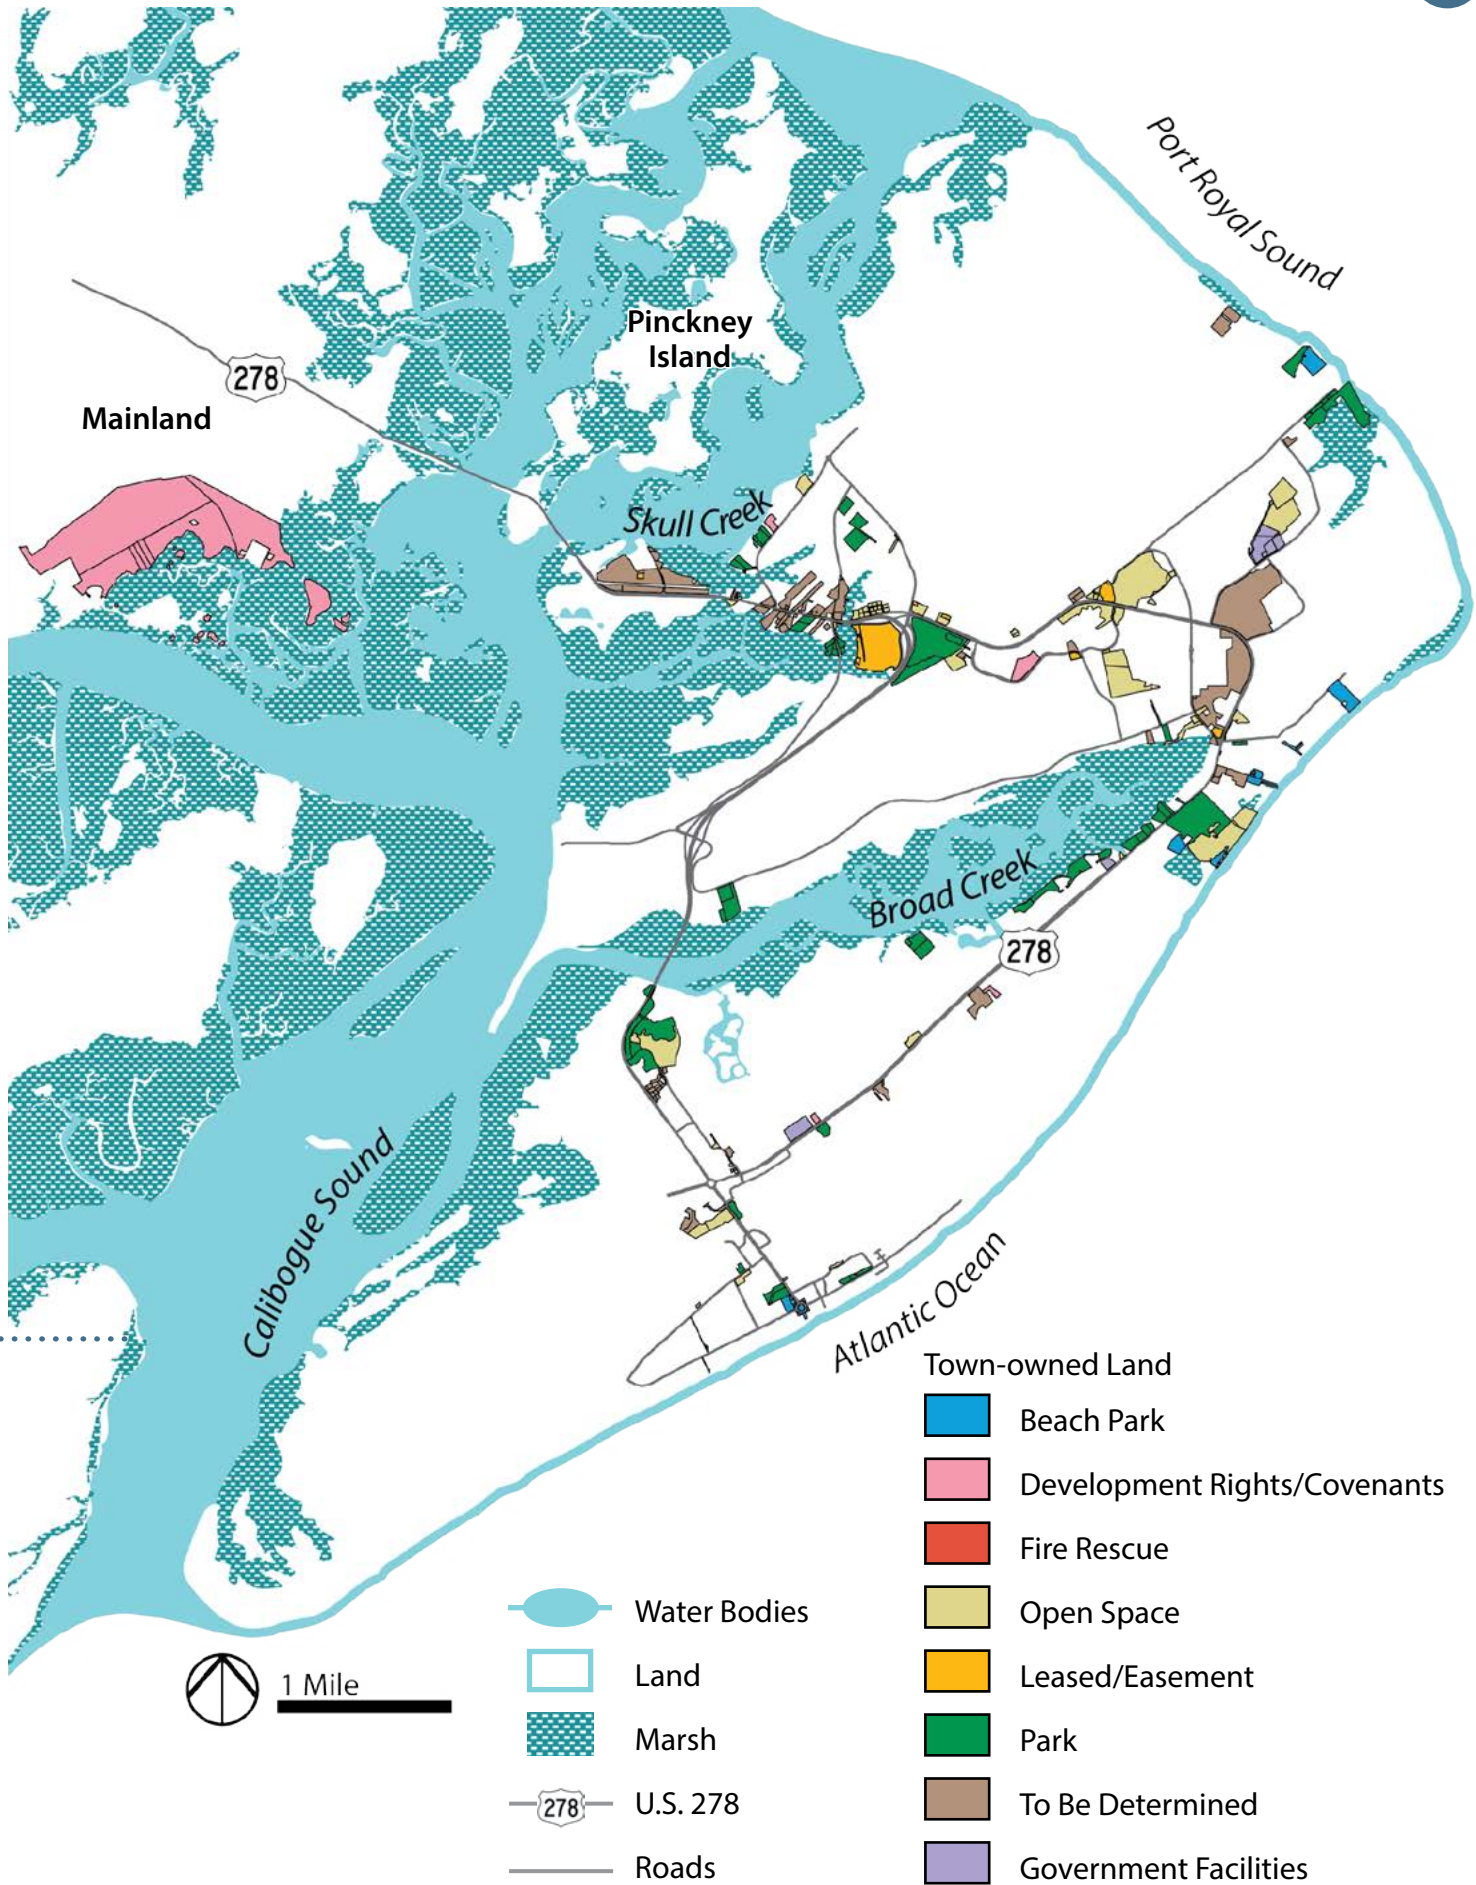 Port Royal Sound
Pinckney
Island
278
Mainland
Skull Creek
Broad Creek
278
Calibogue Sound
Atlantic Ocean
Town-owned Land
Beach Park
Development Rights/Covenants
Fire Rescue
Open Space
Leased/Easement
Park
To Be Determined
Government Facilities
Water Bodies
Land
Marsh
278 U.S. 278
Roads
1 Mile